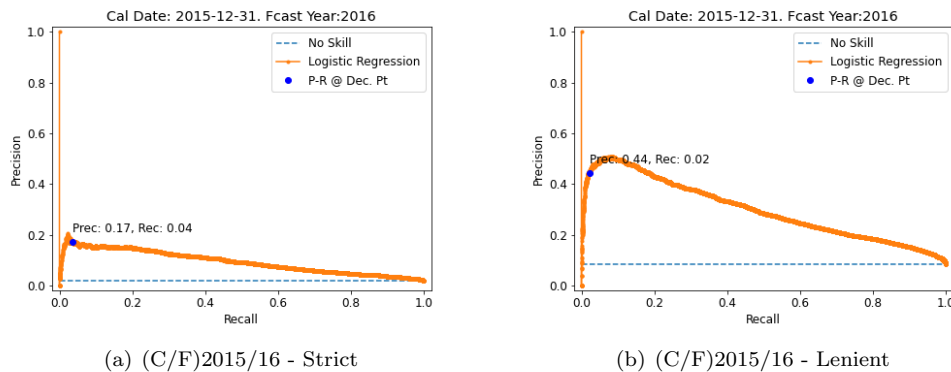 Cal Date: 2015-12-31. Fcast Year:2016
No Skill
Logistic Regression
P-R @ Dec. Pt
Prec: 0.17, Rec: 0.04
Precision
1.0
0.8
0.6
0.4
0.2
0.0
0.0 0.2 0.4 0.6 0.8 1.0
Recall
(a) (C/F)2015/16 - Strict
Cal Date: 2015-12-31. Fcast Year:2016
No Skill
Logistic Regression
P-R @ Dec. Pt
Prec: 0.44, Rec: 0.02
Precision
1.0
0.8
0.6
0.4
0.2
0.0
0.0 0.2 0.4 0.6 0.8 1.0
Recall
(b) (C/F)2015/16 - Lenient